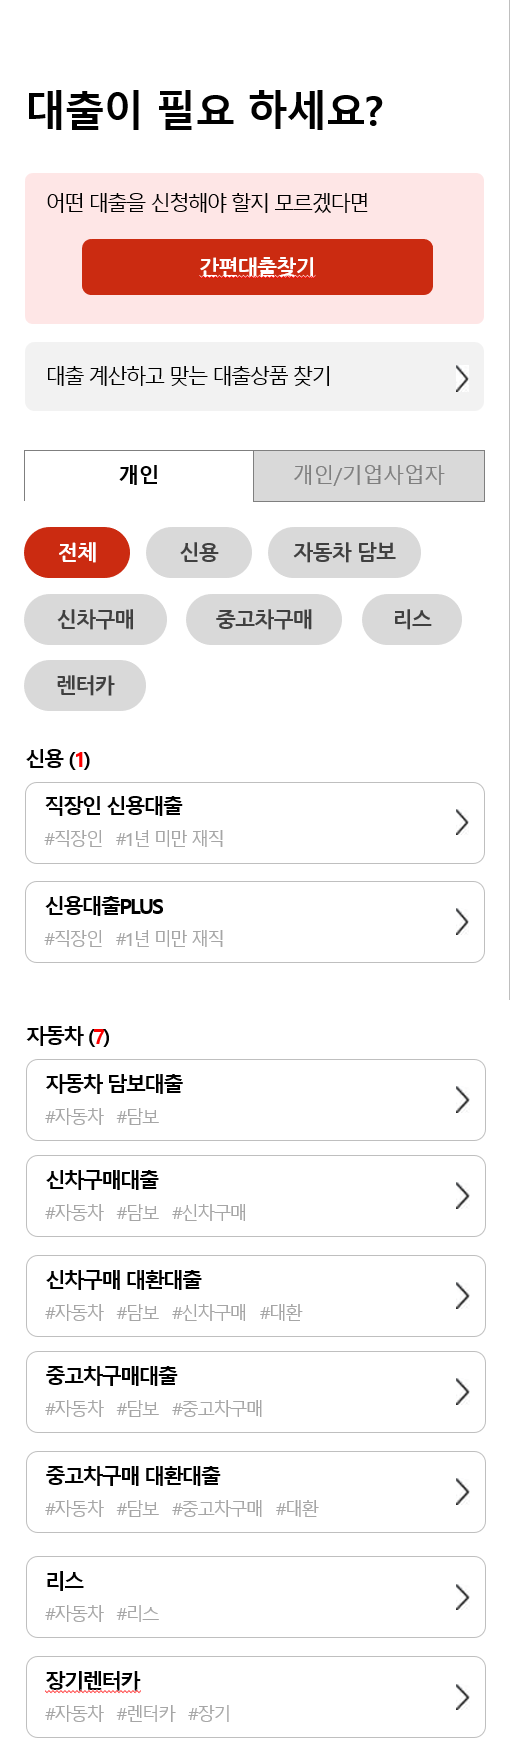 대출이 필요 하세요?
어떤 대출을 신청해야 할지 모르겠다면
간편대출찾기
대출 계산하고 맞는 대출상품 찾기
개인 개인/기업사업자
전체 신용 자동차 담보
신차구매 중고차구매 리스
렌터카
신용 (1)
직장인 신용대출
#직장인 #1년 미만 재직
신용대출PLUS
#직장인 #1년 미만 재직
자동차 (7)
자동차 담보대출
#자동차 #담보
신차구매대출
#자동차 #담보 #신차구매
신차구매 대환대출
#자동차 #담보 #신차구매 #대환
중고차구매대출
#자동차 #담보 #중고차구매
중고차구매 대환대출
#자동차 #담보 #중고차구매 #대환
리스
#자동차 #리스
장기렌터카
#자동차 #렌터카 #장기